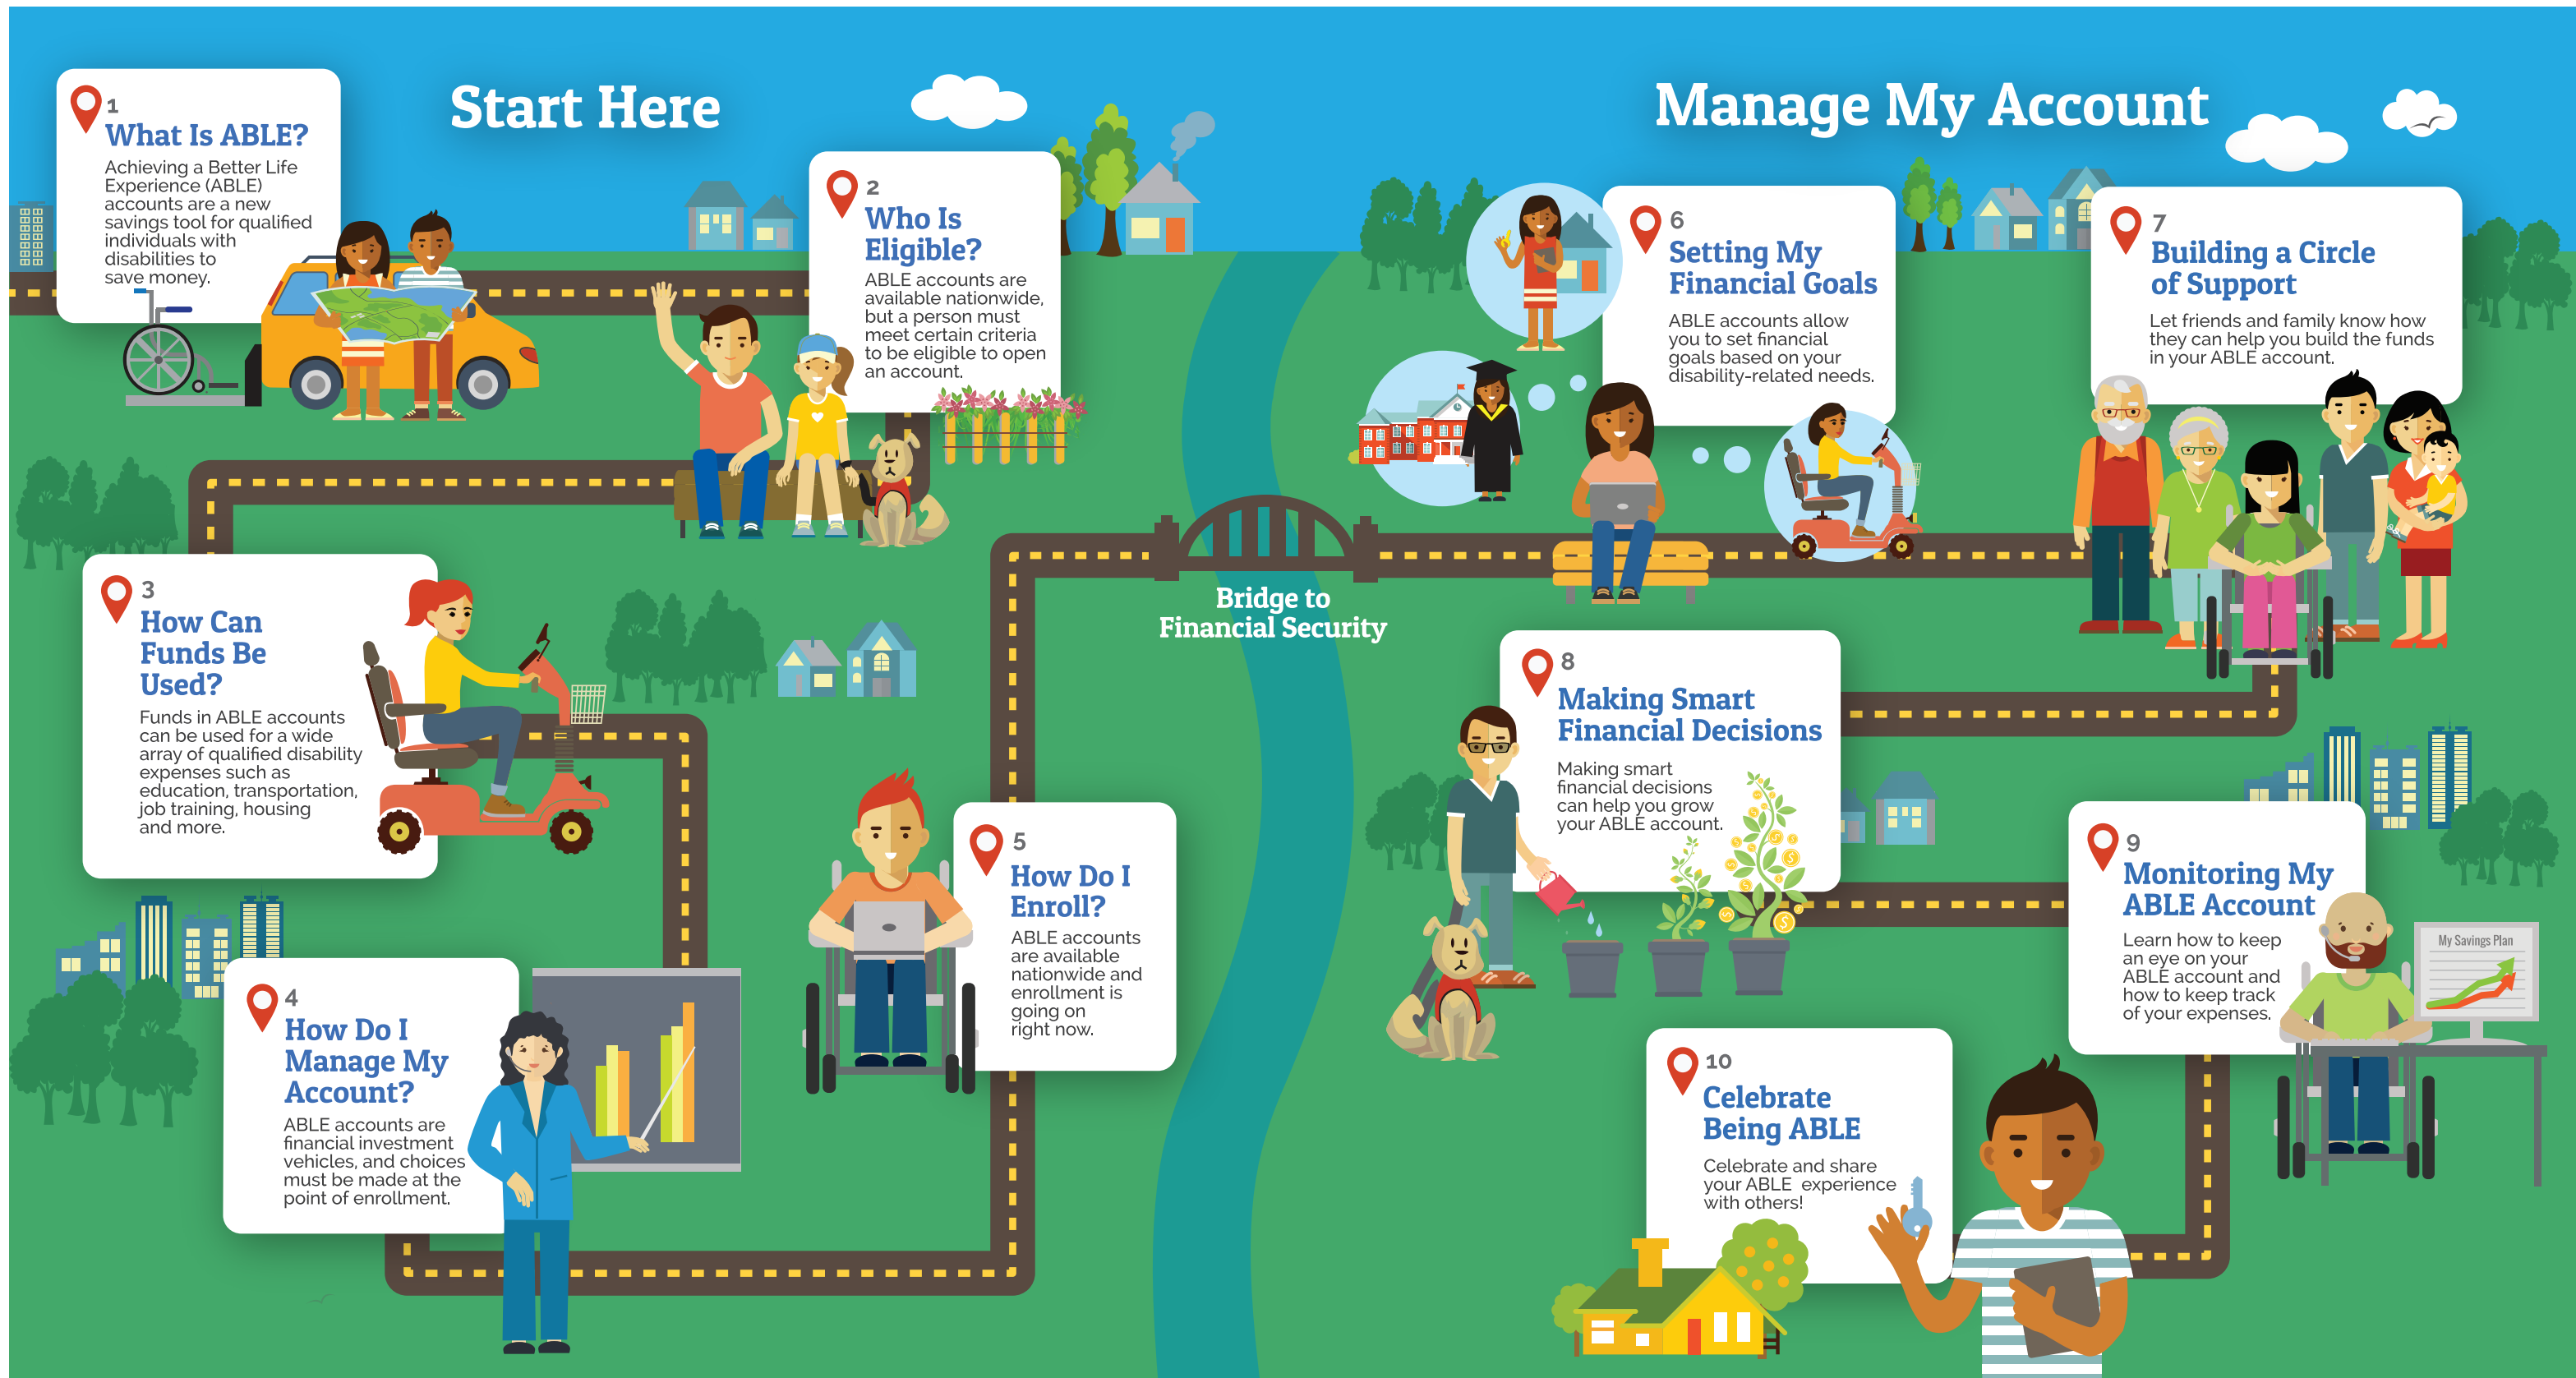 Start Here
1
What Is ABLE?
Achieving a Better Life
Experience (ABLE)
accounts are a new
savings tool for qualified
individuals with
disabilities to
save money.
2
Who Is
Eligible?
ABLE accounts are
available nationwide,
but a person must
meet certain criteria
to be eligible to open
an account.
3
How Can
Funds Be
Used?
Funds in ABLE accounts
can be used for a wide
array of qualified disability
expenses such as
education, transportation,
job training, housing
and more.
4
How Do I
Manage My
Account?
ABLE accounts are
financial investment
vehicles, and choices
must be made at the
point of enrollment.
5
How Do I
Enroll?
ABLE accounts
are available
nationwide and
enrollment is
going on
right now.
Bridge to
Financial Security
Manage My Account
6
Setting My
Financial Goals
ABLE accounts allow
you to set financial
goals based on your
disability-related needs.
7
Building a Circle
of Support
Let friends and family know how
they can help you build the funds
in your ABLE account.
8
Making Smart
Financial Decisions
Making smart
financial decisions
can help you grow
your ABLE account.
9
Monitoring My
ABLE Account
Learn how to keep
an eye on your
ABLE account and
how to keep track
of your expenses.
My Savings Plan
10
Celebrate
Being ABLE
Celebrate and share
your ABLE experience
with others!